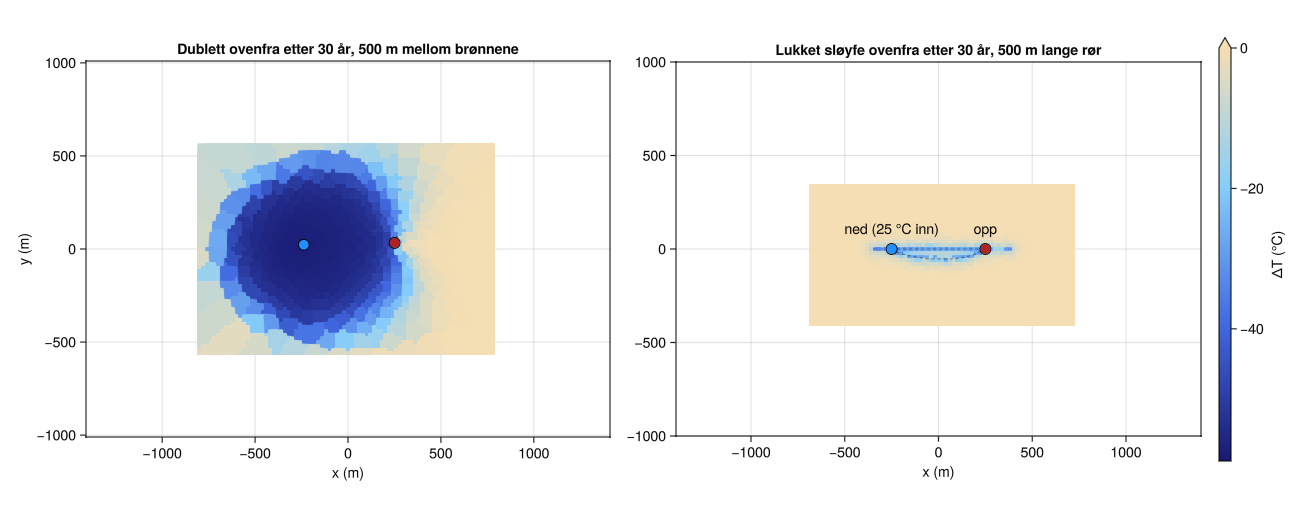 Dublett ovenfra etter 30 år, 500 m mellom brønnene
1000
500
0
−500
−1000
y (m)
−1000
−500
0
500
1000
x (m)
Lukket sløyfe ovenfra etter 30 år, 500 m lange rør
1000
500
0
−500
−1000
ned (25 °C inn)
opp
−1000
−500
0
500
1000
x (m)
0
−20
−40
ΔT (°C)